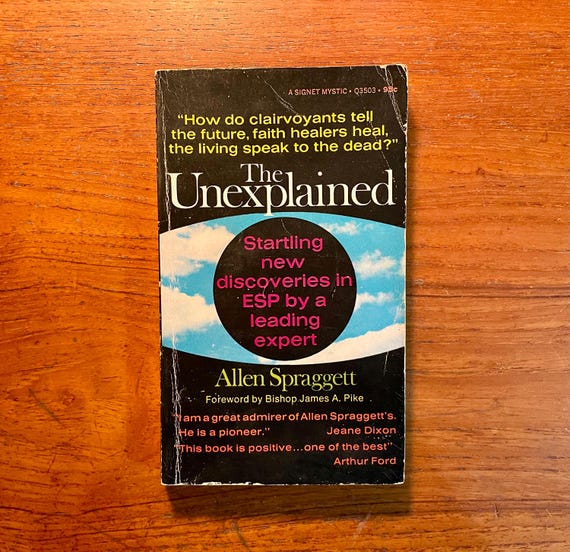 A SIGNET MYSTIC • Q3503 • 95c
"How do clairvoyants tell
the future, faith healers heal,
the living speak to the dead?"
The
Unexplained
Startling
new
discoveries in
ESP by a
leading
expert
Allen Spraggett
Foreword by Bishop James A. Pike
"I am a great admirer of Allen Spraggett's.
He is a pioneer." Jeane Dixon
"This book is positive...one of the best"
Arthur Ford